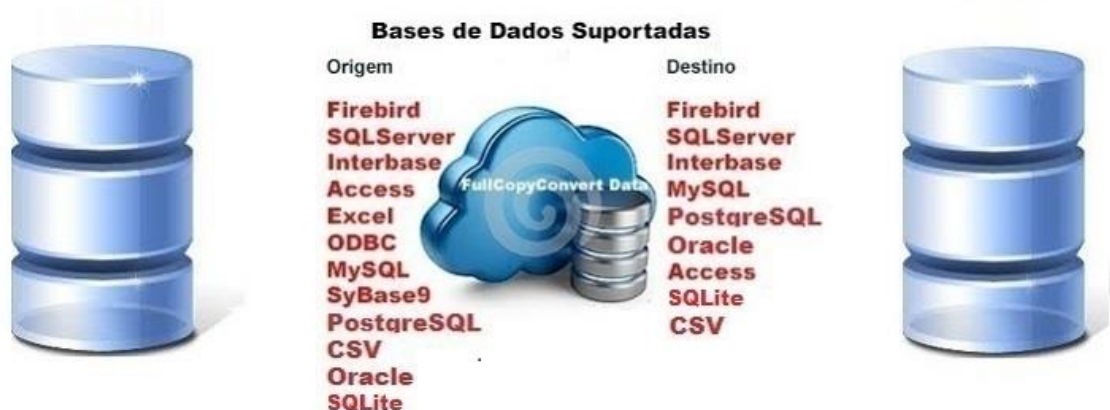 Bases de Dados Suportadas
Origem
Firebird
SQLServer
Interbase
Access
Excel
ODBC
MySQL
SyBase9
PostgreSQL
CSV
Oracle
SQLite
FullCopyConvert Data
Destino
Firebird
SQLServer
Interbase
MySQL
PostgreSQL
Oracle
Access
SQLite
CSV